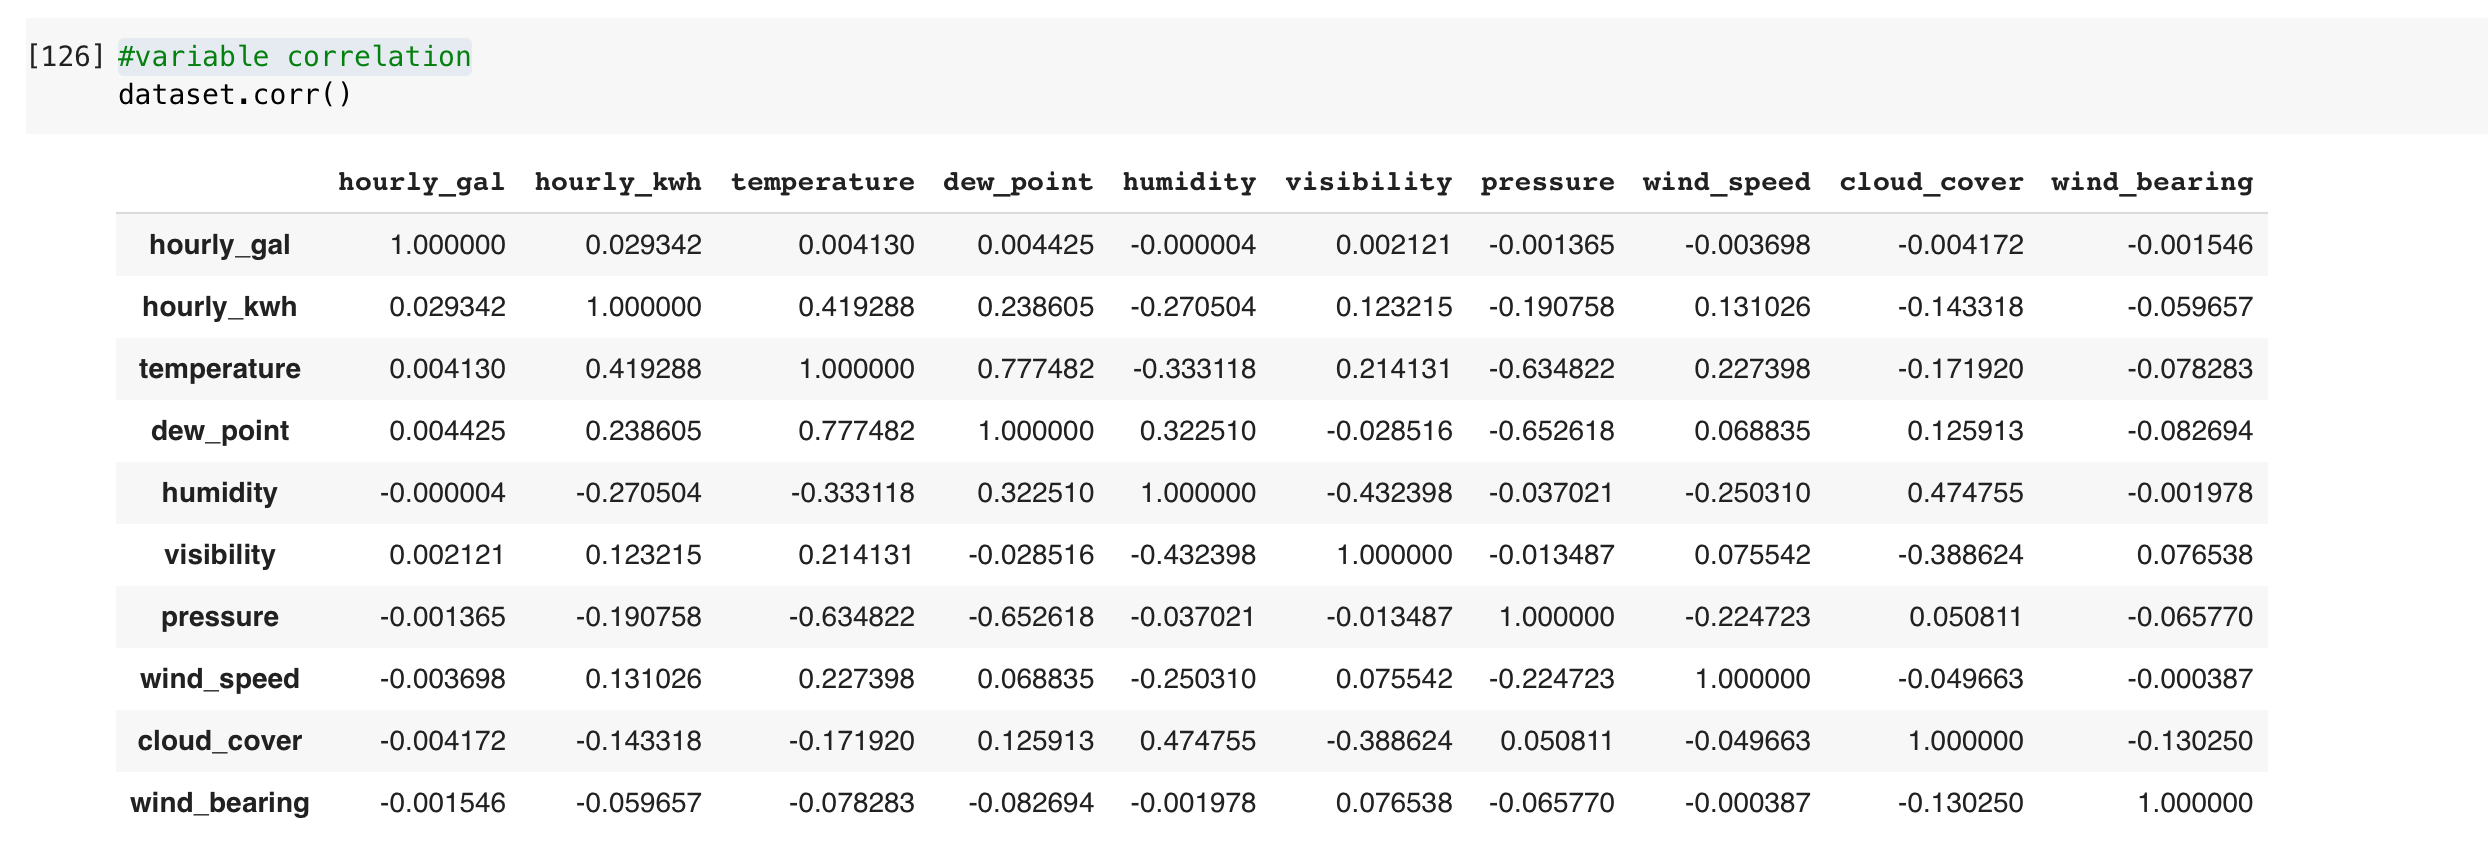 [126] #variable correlation
dataset.corr()
hourly_gal hourly_kwh temperature dew_point humidity visibility pressure wind_speed cloud_cover wind_bearing
hourly_gal 1.000000 0.029342 0.004130 0.004425 -0.000004 0.002121 -0.001365 -0.003698 -0.004172 -0.001546
hourly_kwh 0.029342 1.000000 0.419288 0.238605 -0.270504 0.123215 -0.190758 0.131026 -0.143318 -0.059657
temperature 0.004130 0.419288 1.000000 0.777482 -0.333118 0.214131 -0.634822 0.227398 -0.171920 -0.078283
dew_point 0.004425 0.238605 0.777482 1.000000 0.322510 -0.028516 -0.652618 0.068835 0.125913 -0.082694
humidity -0.000004 -0.270504 -0.333118 0.322510 1.000000 -0.432398 -0.037021 -0.250310 0.474755 -0.001978
visibility 0.002121 0.123215 0.214131 -0.028516 -0.432398 1.000000 -0.013487 0.075542 -0.388624 0.076538
pressure -0.001365 -0.190758 -0.634822 -0.652618 -0.037021 -0.013487 1.000000 -0.224723 0.050811 -0.065770
wind_speed -0.003698 0.131026 0.227398 0.068835 -0.250310 0.075542 -0.224723 1.000000 -0.049663 -0.000387
cloud_cover -0.004172 -0.143318 -0.171920 0.125913 0.474755 -0.388624 0.050811 -0.049663 1.000000 -0.130250
wind_bearing -0.001546 -0.059657 -0.078283 -0.082694 -0.001978 0.076538 -0.065770 -0.000387 -0.130250 1.000000